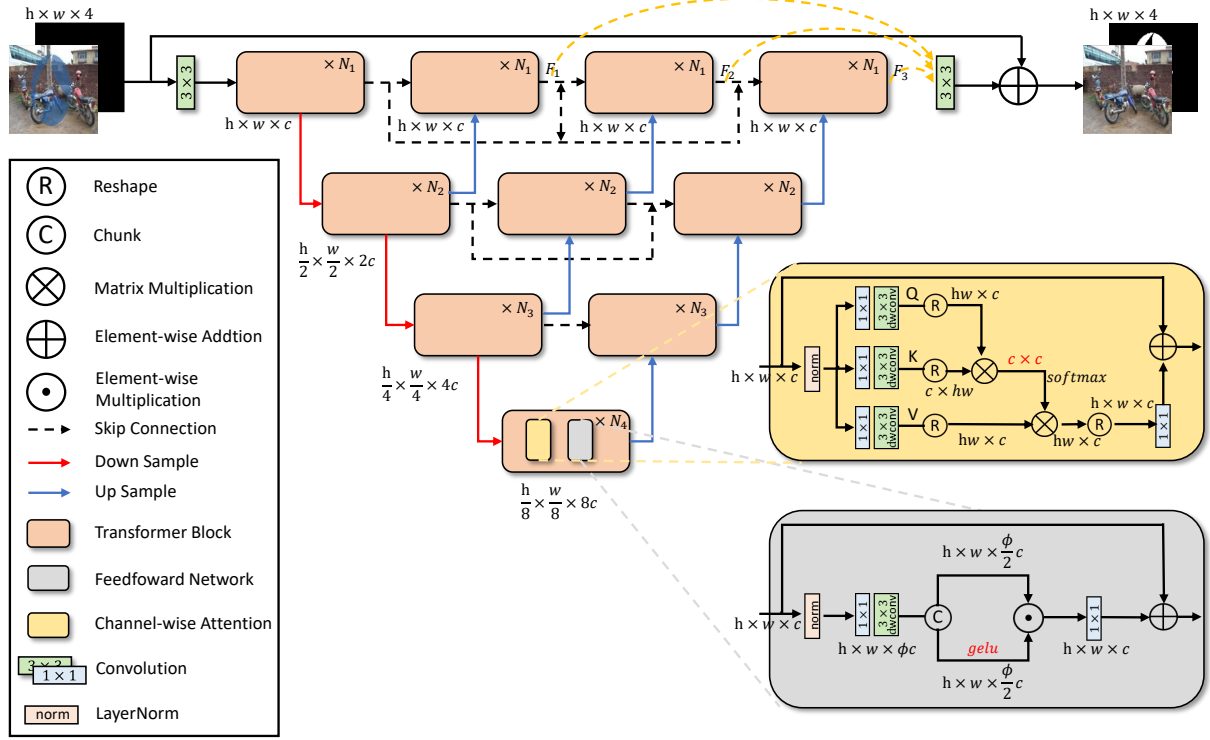 h × w × 4
h × w × 4
3 × 3
× N₁
× N₁
F₁
× N₁
F₂
× N₁
F₃
3 × 3
h × w × c
h × w × c
h × w × c
h × w × c
R Reshape
C Chunk
Matrix Multiplication
Element-wise Addtion
Element-wise
Multiplication
Skip Connection
Down Sample
Up Sample
Transformer Block
Feedfoward Network
Channel-wise Attention
3 × 3
1 × 1
Convolution
norm LayerNorm
× N₂
× N₂
× N₂
h/2 × w/2 × 2c
× N₃
× N₃
h/4 × w/4 × 4c
× N₄
h/8 × w/8 × 8c
h × w × c
norm
1 × 1
3 × 3
dwconv
Q
R
hw × c
1 × 1
3 × 3
dwconv
K
R
c × hw
c × c
softmax
1 × 1
3 × 3
dwconv
V
R
hw × c
hw × c
R
h × w × c
1 × 1
h × w × c
norm
1 × 1
3 × 3
dwconv
h × w × ϕc
C
h × w × ϕ/2 c
gelu
h × w × ϕ/2 c
1 × 1
h × w × c